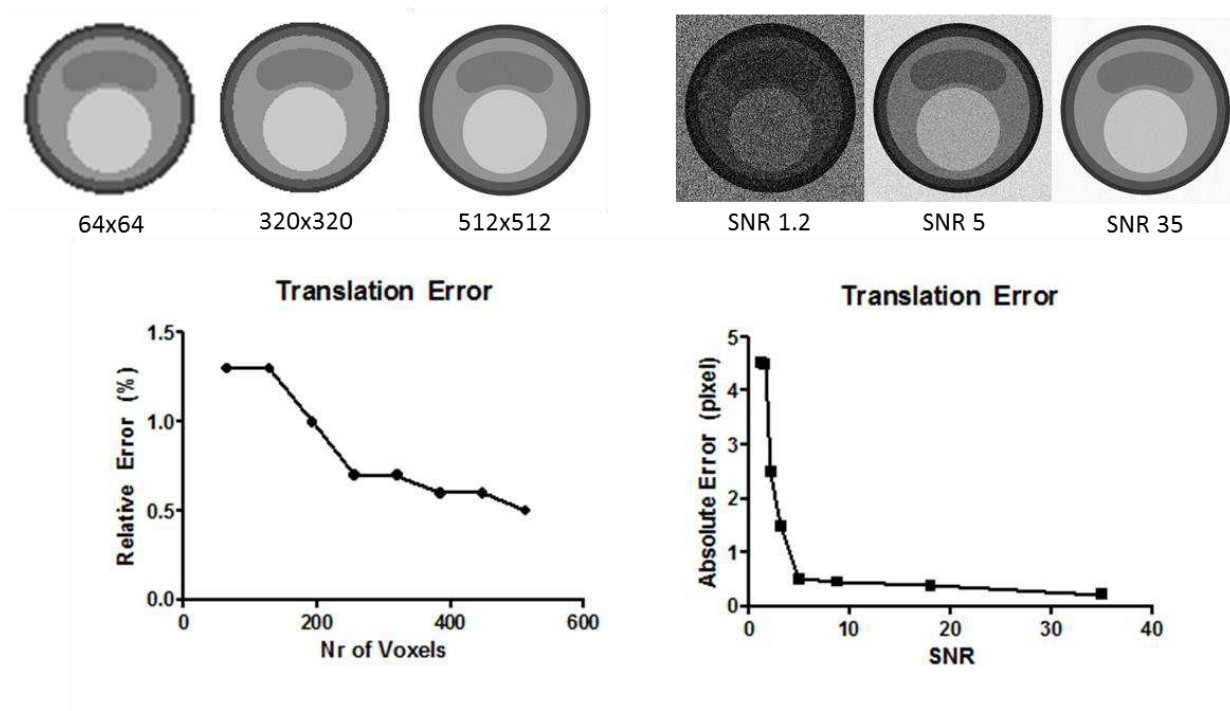 64x64
320x320
512x512
SNR 1.2
SNR 5
SNR 35
Translation Error
1.5
1.0
0.5
0.0
Relative Error (%)
0
200
400
600
Nr of Voxels
Translation Error
5
4
3
2
1
0
Absolute Error (pixel)
0
10
20
30
40
SNR